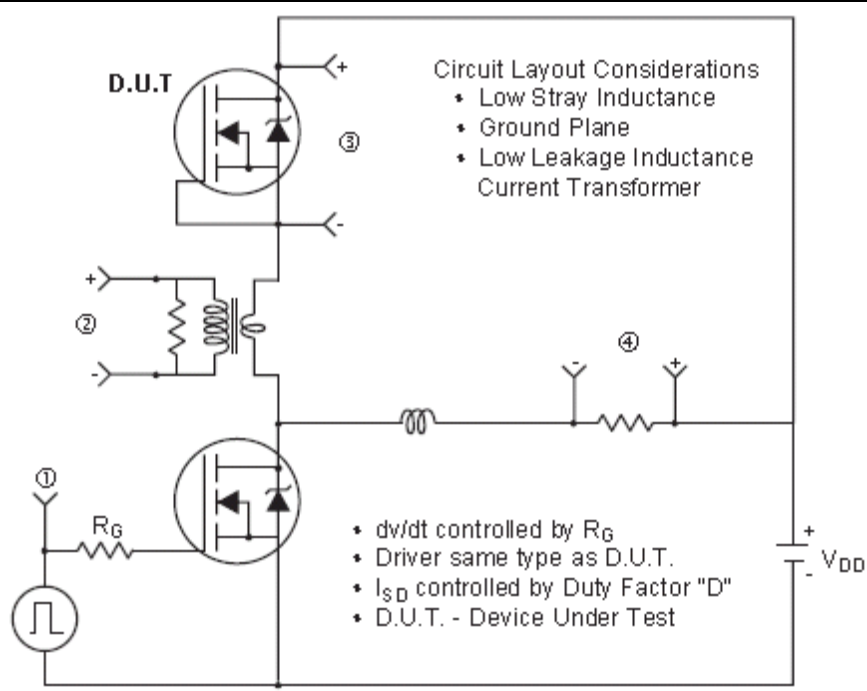 D.U.T
+
③
-
Circuit Layout Considerations
• Low Stray Inductance
• Ground Plane
• Low Leakage Inductance
Current Transformer
+
②
-
④
-
+
①
R_G
• dv/dt controlled by R_G
• Driver same type as D.U.T.
• I_SD controlled by Duty Factor "D"
• D.U.T. - Device Under Test
+
V_DD
-